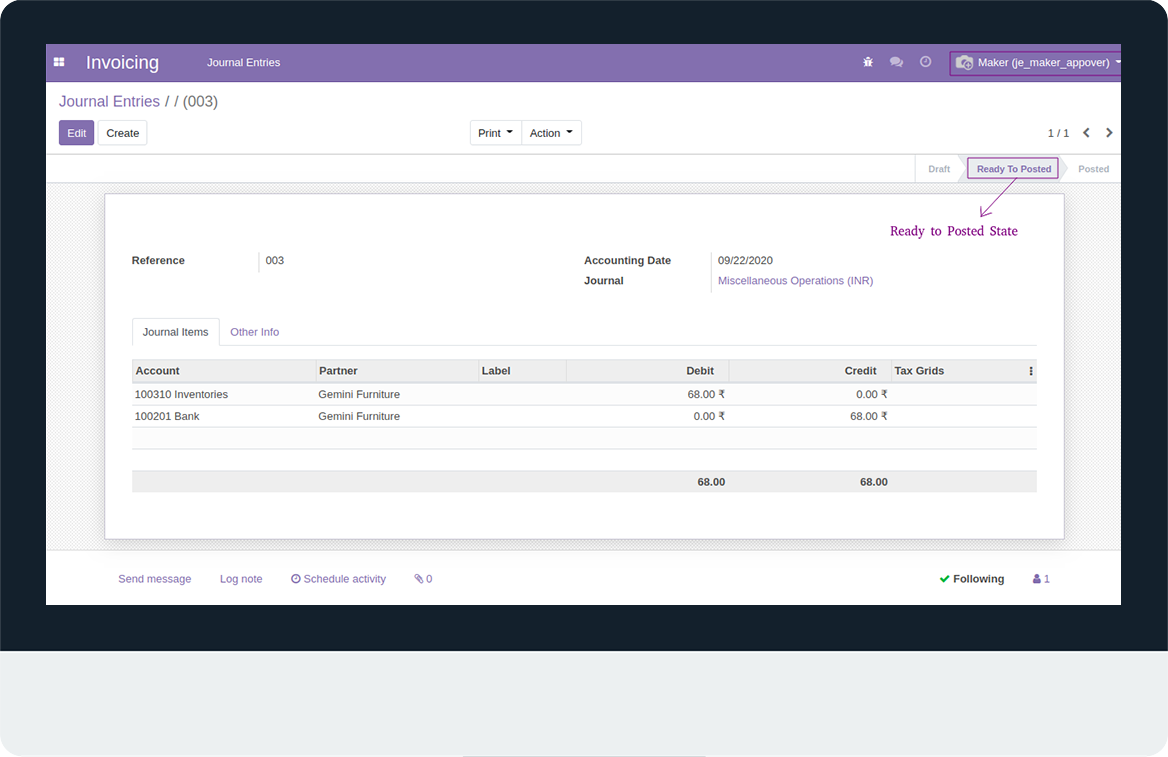 Invoicing Journal Entries Maker (je_maker_appover)
Journal Entries / / (003)
Edit Create Print Action 1 / 1
Draft Ready To Posted Posted
Ready to Posted State
Reference 003 Accounting Date 09/22/2020
Journal Miscellaneous Operations (INR)
Journal Items Other Info
Account Partner Label Debit Credit Tax Grids
100310 Inventories Gemini Furniture 68.00 ₹ 0.00 ₹
100201 Bank Gemini Furniture 0.00 ₹ 68.00 ₹
68.00 68.00
Send message Log note Schedule activity 0 Following 1